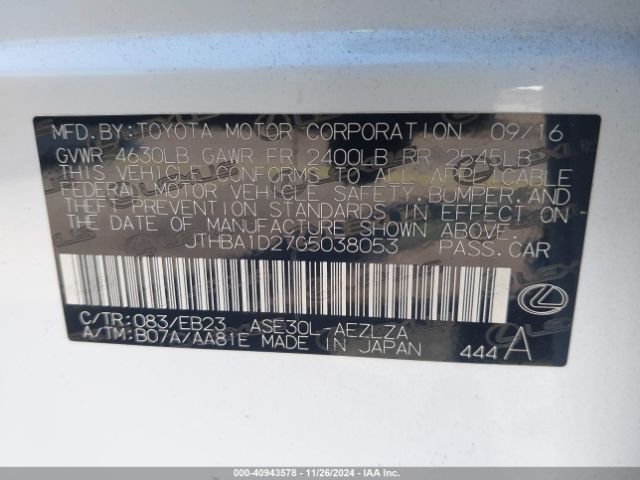 MFD.BY:TOYOTA MOTOR CORPORATION 09/16
GVWR 4630LB GAWR FR 2400LB RR 2545LB
THIS VEHICLE CONFORMS TO ALL APPLICABLE
FEDERAL MOTOR VEHICLE SAFETY, BUMPER, AND
THEFT PREVENTION STANDARDS IN EFFECT ON
THE DATE OF MANUFACTURE SHOWN ABOVE.
JTHBA1D27G5038053 PASS.CAR
C/TR:083/EB23 ASE30L-AEZLZA
A/TM:B07A/AA81E MADE IN JAPAN
444 A
000-40943578 | 11/26/2024 | IAAI.COM